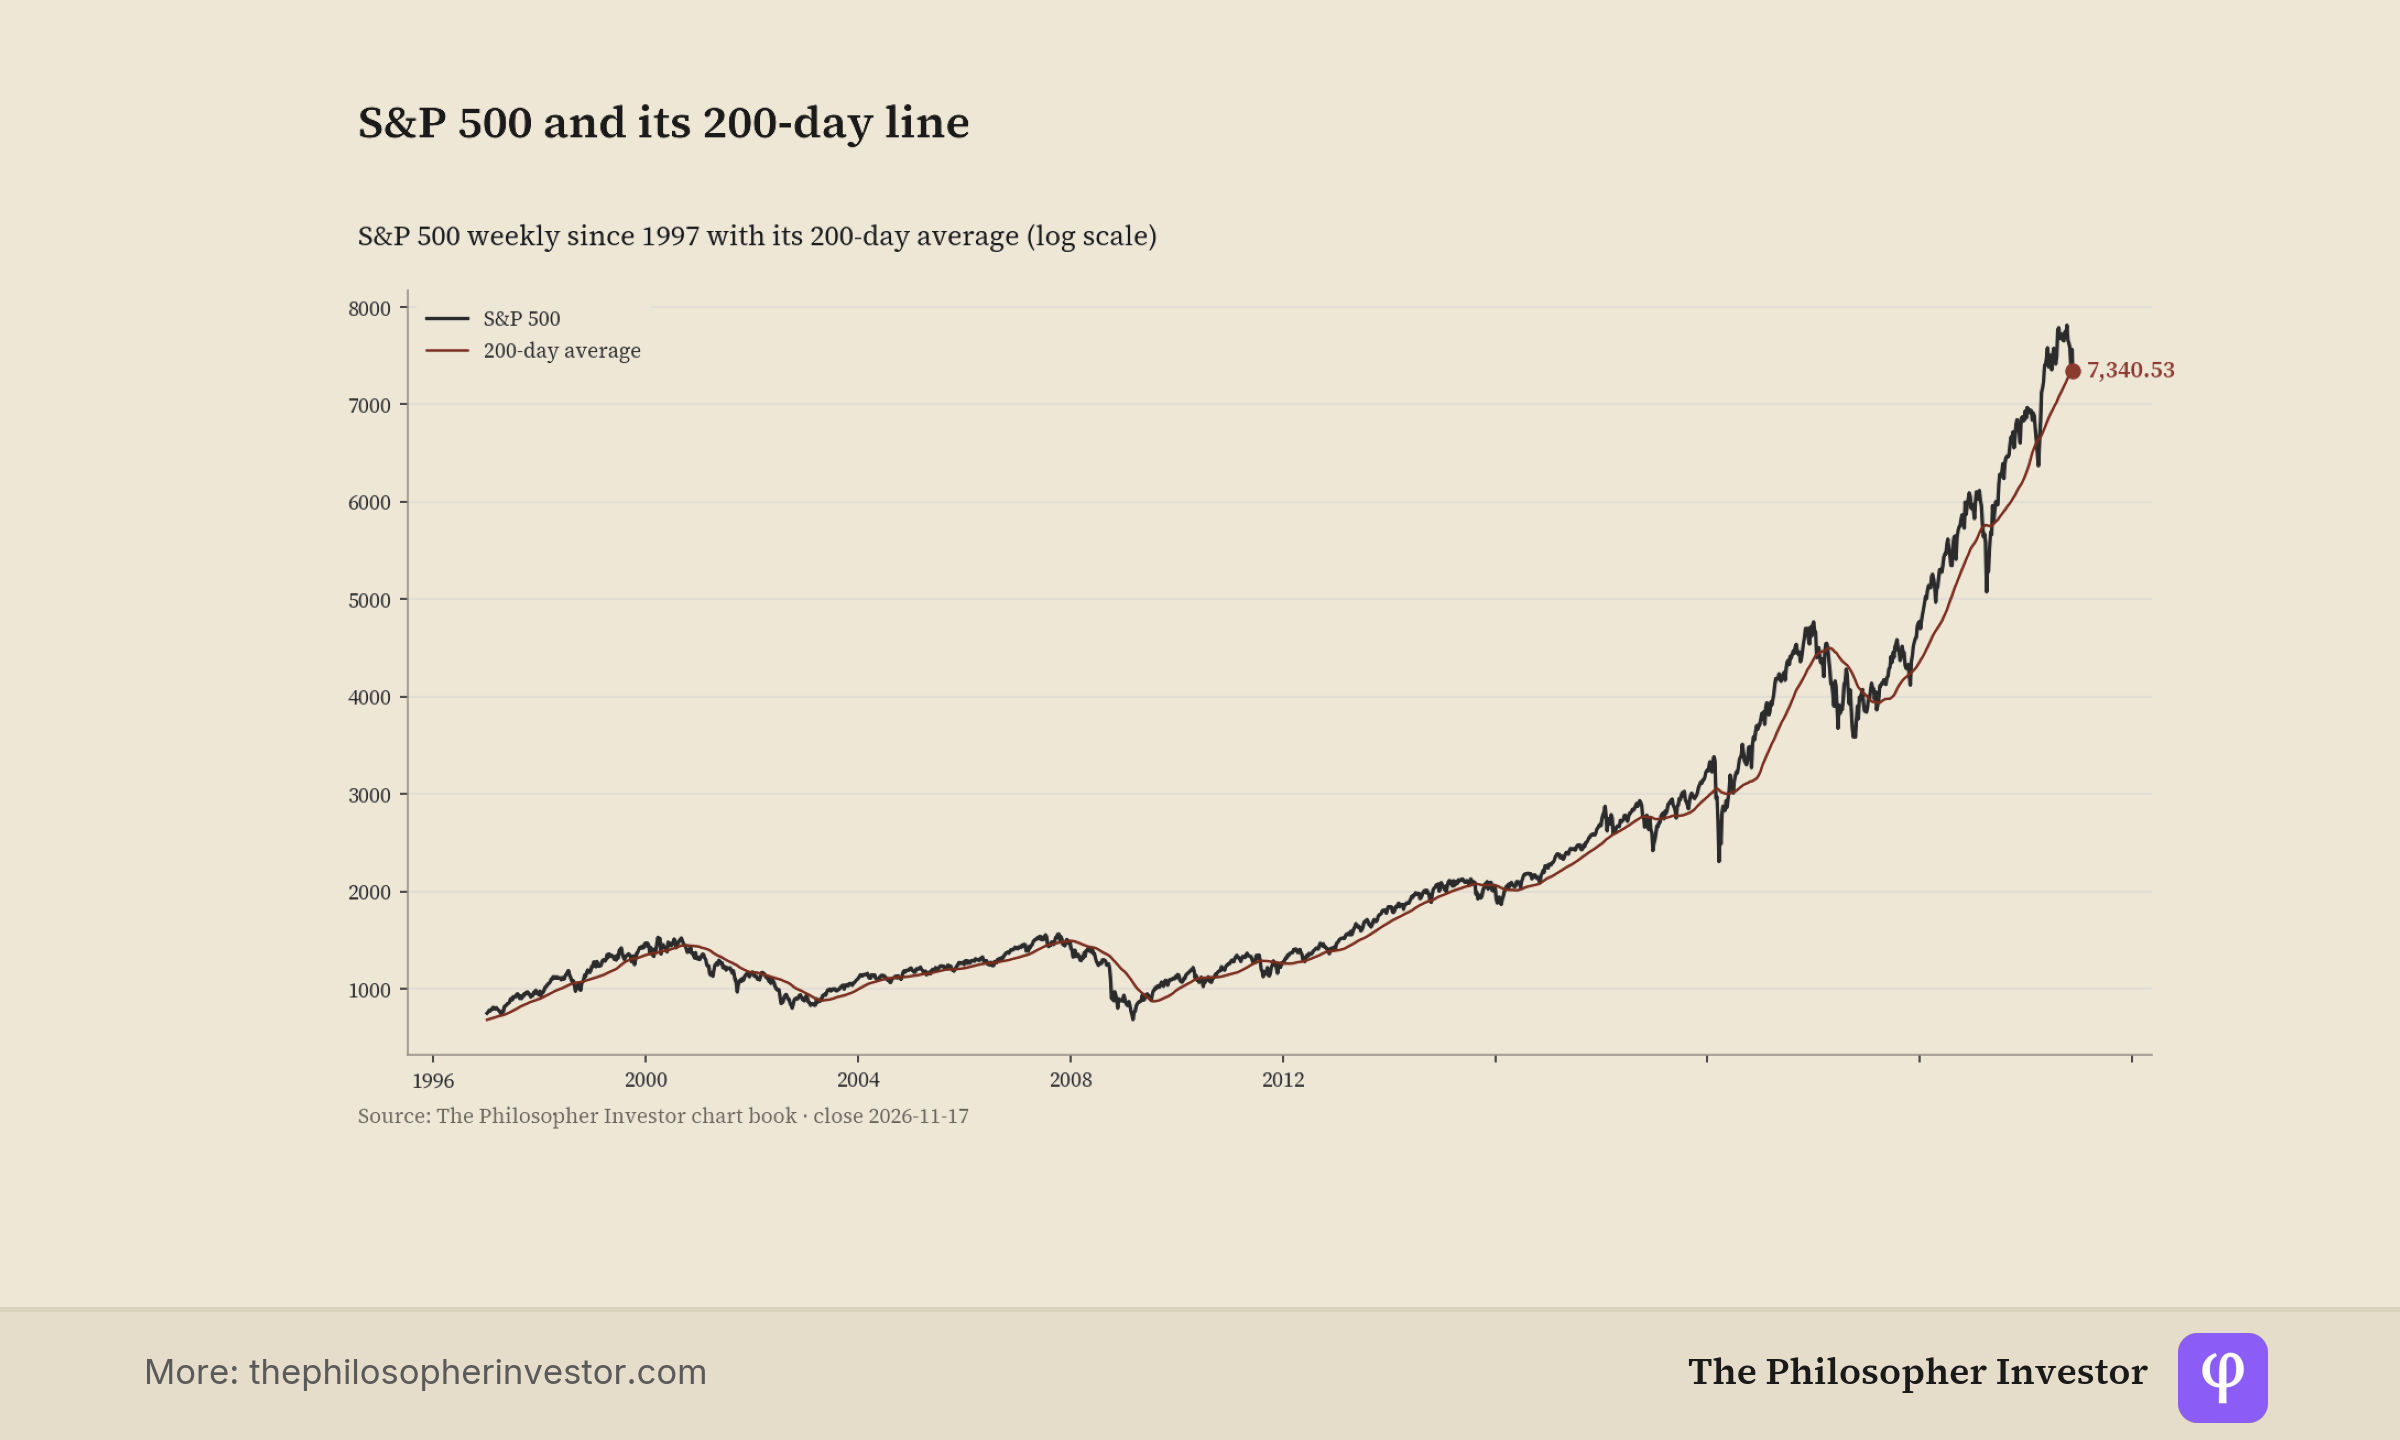 S&P 500 and its 200-day line
S&P 500 weekly since 1997 with its 200-day average (log scale)
8000
7000
6000
5000
4000
3000
2000
1000
S&P 500
200-day average
7,340.53
1996 2000 2004 2008 2012
Source: The Philosopher Investor chart book · close 2026-11-17
More: thephilosopherinvestor.com
The Philosopher Investor φ